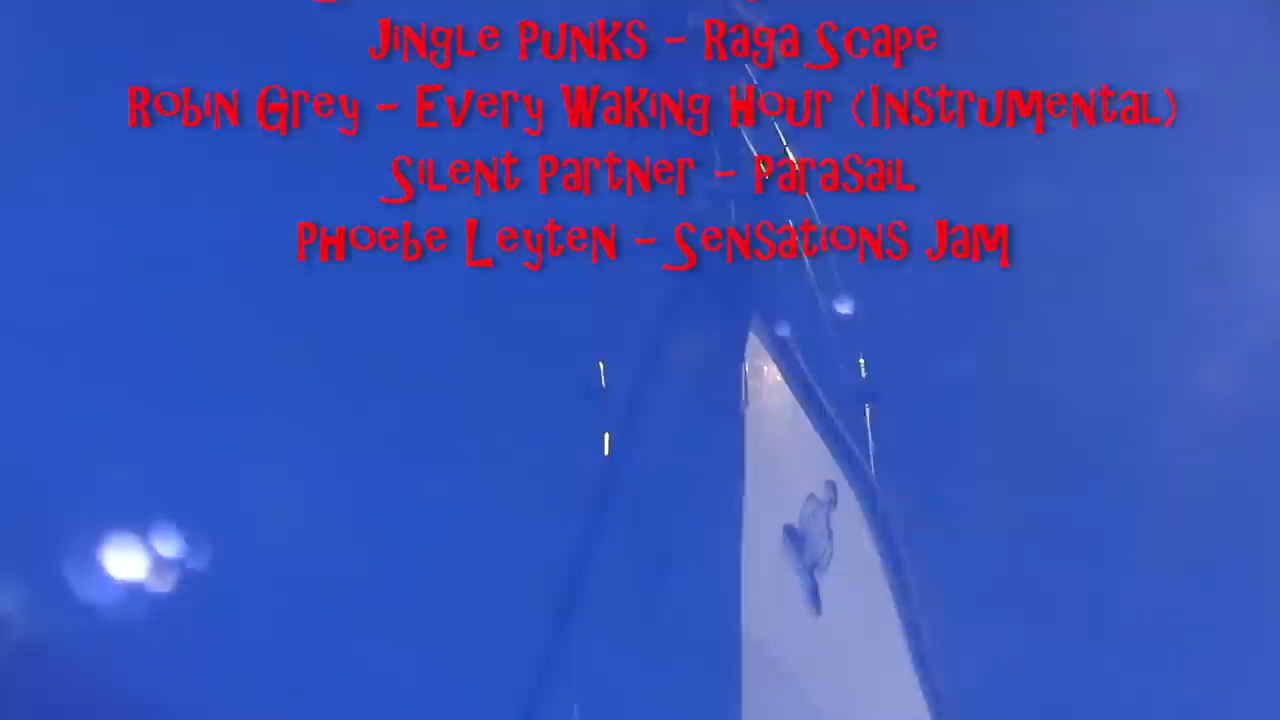 Jingle Punks - Raga Scape
Robin Grey - Every Waking Hour (Instrumental)
Silent Partner - Parasail
Phoebe Leyten - Sensations Jam